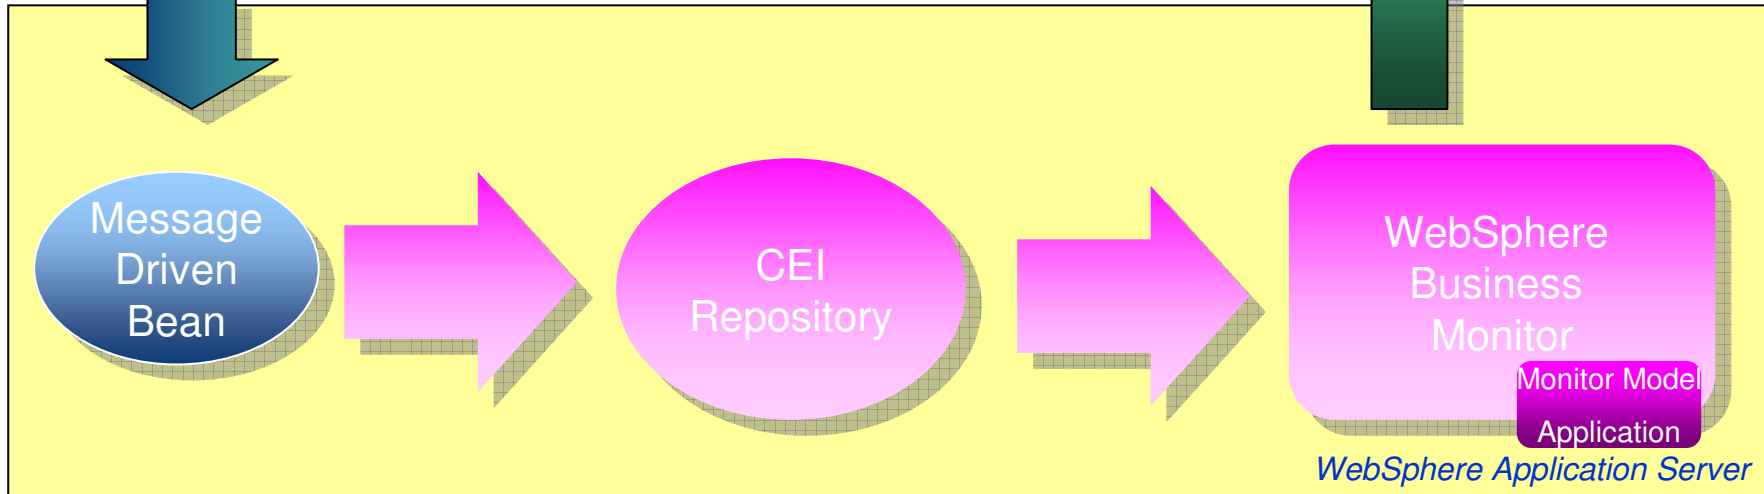 Message
Driven
Bean
CEI
Repository
WebSphere
Business
Monitor
Monitor Model
Application
WebSphere Application Server